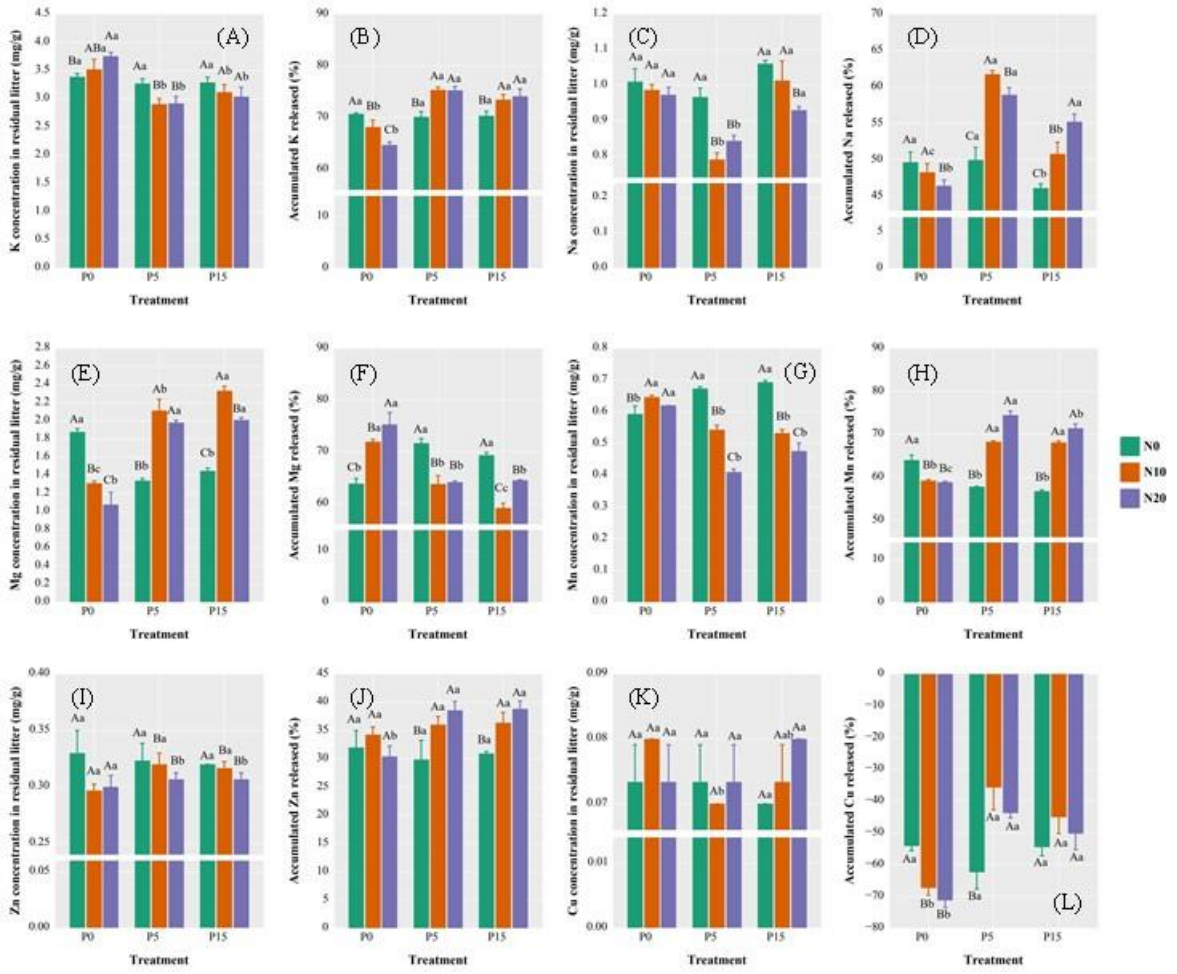 K concentration in residual litter (mg/g)
4.5
4.0
3.5
3.0
2.5
2.0
1.5
1.0
0.5
0.0
(A)
Ba ABa Aa
Aa Bb Bb
Aa Ab Ab
P0 P5 P15
Treatment
Accumulated K released (%)
90
80
70
60
10
0
(B)
Aa Bb Cb
Ba Aa Aa
Ba Aa Aa
P0 P5 P15
Treatment
Na concentration in residual litter (mg/g)
1.2
1.1
1.0
0.9
0.8
0.2
0.1
0.0
(C)
Aa Aa Aa
Aa Bb Bb
Aa Aa Ba
P0 P5 P15
Treatment
Accumulated Na released (%)
70
65
60
55
50
45
5
0
(D)
Aa Ac Bb
Ca Aa Ba
Cb Bb Aa
P0 P5 P15
Treatment
Mg concentration in residual litter (mg/g)
2.8
2.6
2.4
2.2
2.0
1.8
1.6
1.4
1.2
1.0
0.8
0.6
0.4
0.2
0.0
(E)
Aa Bc Cb
Bb Ab Aa
Cb Aa Ba
P0 P5 P15
Treatment
Accumulated Mg released (%)
90
80
70
60
10
0
(F)
Cb Ba Aa
Aa Bb Bb
Aa Cc Bb
P0 P5 P15
Treatment
Mn concentration in residual litter (mg/g)
0.8
0.7
0.6
0.5
0.4
0.3
0.2
0.1
0.0
(G)
Bb Aa Aa
Aa Bb Cb
Aa Bb Cb
P0 P5 P15
Treatment
Accumulated Mn released (%)
90
80
70
60
50
10
0
(H)
Aa Bb Bc
Bb Aa Aa
Bb Aa Ab
P0 P5 P15
Treatment
N0
N10
N20
Zn concentration in residual litter (mg/g)
0.40
0.35
0.30
0.25
0.05
0.00
(I)
Aa Aa Aa
Aa Ba Bb
Aa Ba Ba
P0 P5 P15
Treatment
Accumulated Zn released (%)
45
40
35
30
25
20
15
10
5
0
(J)
Aa Aa Ab
Aa Aa Aa
Ba Aa Aa
P0 P5 P15
Treatment
Cu concentration in residual litter (mg/g)
0.09
0.08
0.07
0.01
0.00
(K)
Aa Aa Aa
Aa Ab Aa
Aa Aab Aa
P0 P5 P15
Treatment
Accumulated Cu released (%)
0
−10
−20
−30
−40
−50
−60
−70
−80
Aa Bb Bb
Ba Aa Aa
Aa Aa Aa
(L)
P0 P5 P15
Treatment